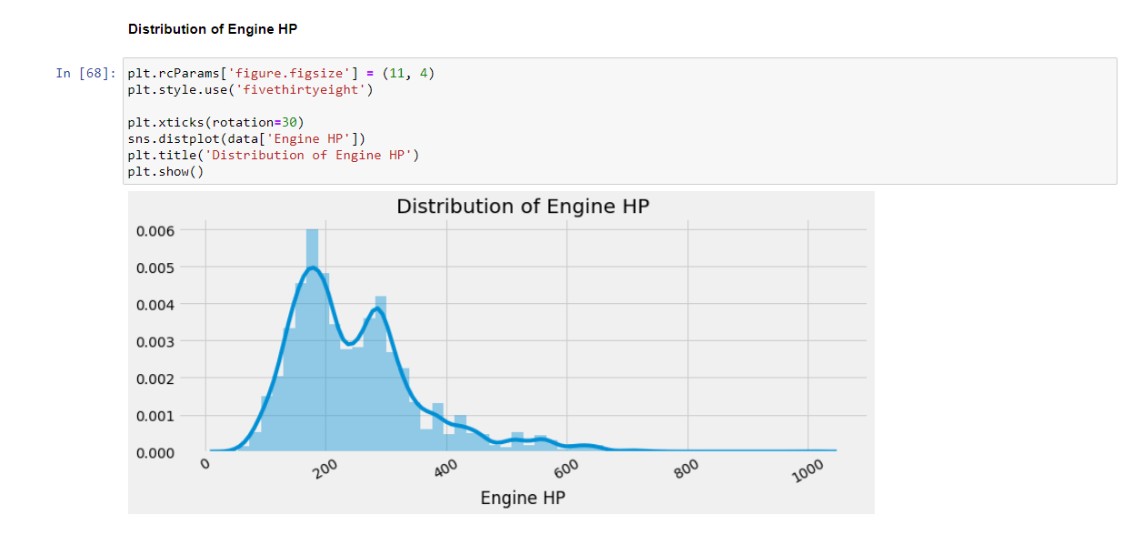 Distribution of Engine HP
In [68]: plt.rcParams['figure.figsize'] = (11, 4)
plt.style.use('fivethirtyeight')
plt.xticks(rotation=30)
sns.distplot(data['Engine HP'])
plt.title('Distribution of Engine HP')
plt.show()
Distribution of Engine HP
0.006
0.005
0.004
0.003
0.002
0.001
0.000
0 200 400 600 800 1000
Engine HP